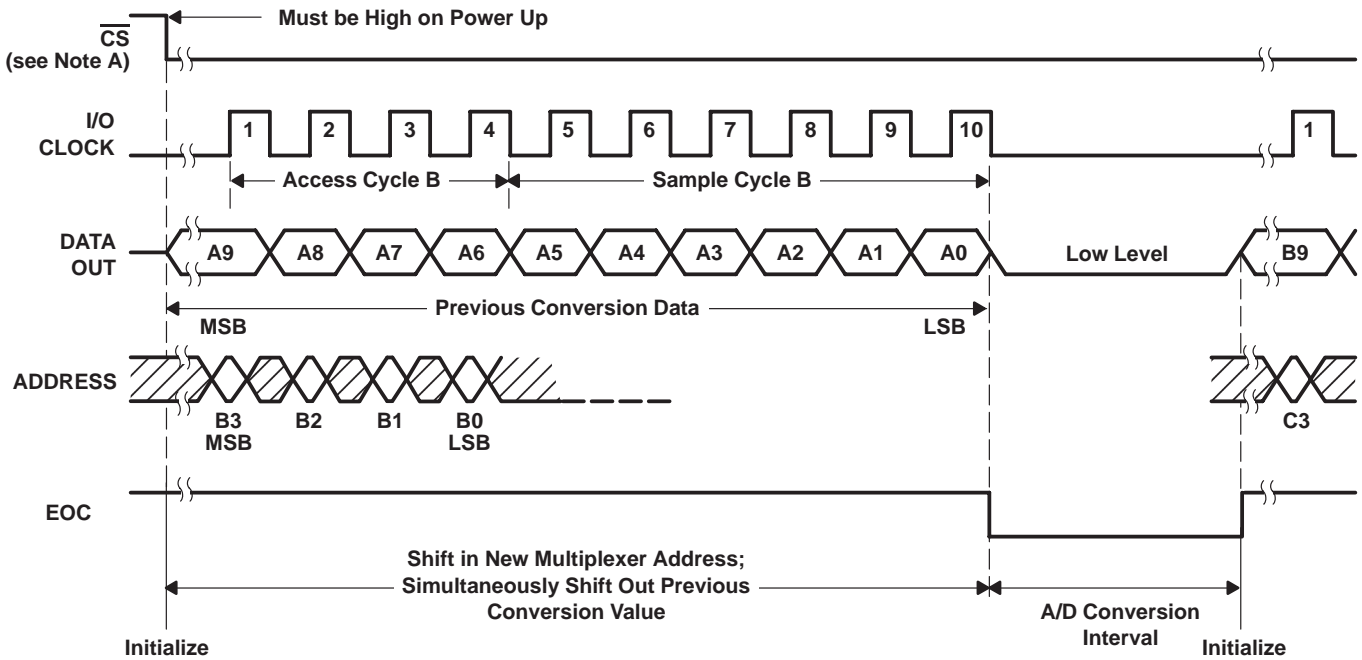 Must be High on Power Up
CS
(see Note A)
I/O
CLOCK
1 2 3 4 5 6 7 8 9 10 1
Access Cycle B Sample Cycle B
DATA
OUT
A9 A8 A7 A6 A5 A4 A3 A2 A1 A0 Low Level B9
Previous Conversion Data
MSB LSB
ADDRESS
B3 B2 B1 B0 C3
MSB LSB
EOC
Shift in New Multiplexer Address;
Simultaneously Shift Out Previous
Conversion Value
A/D Conversion
Interval
Initialize Initialize